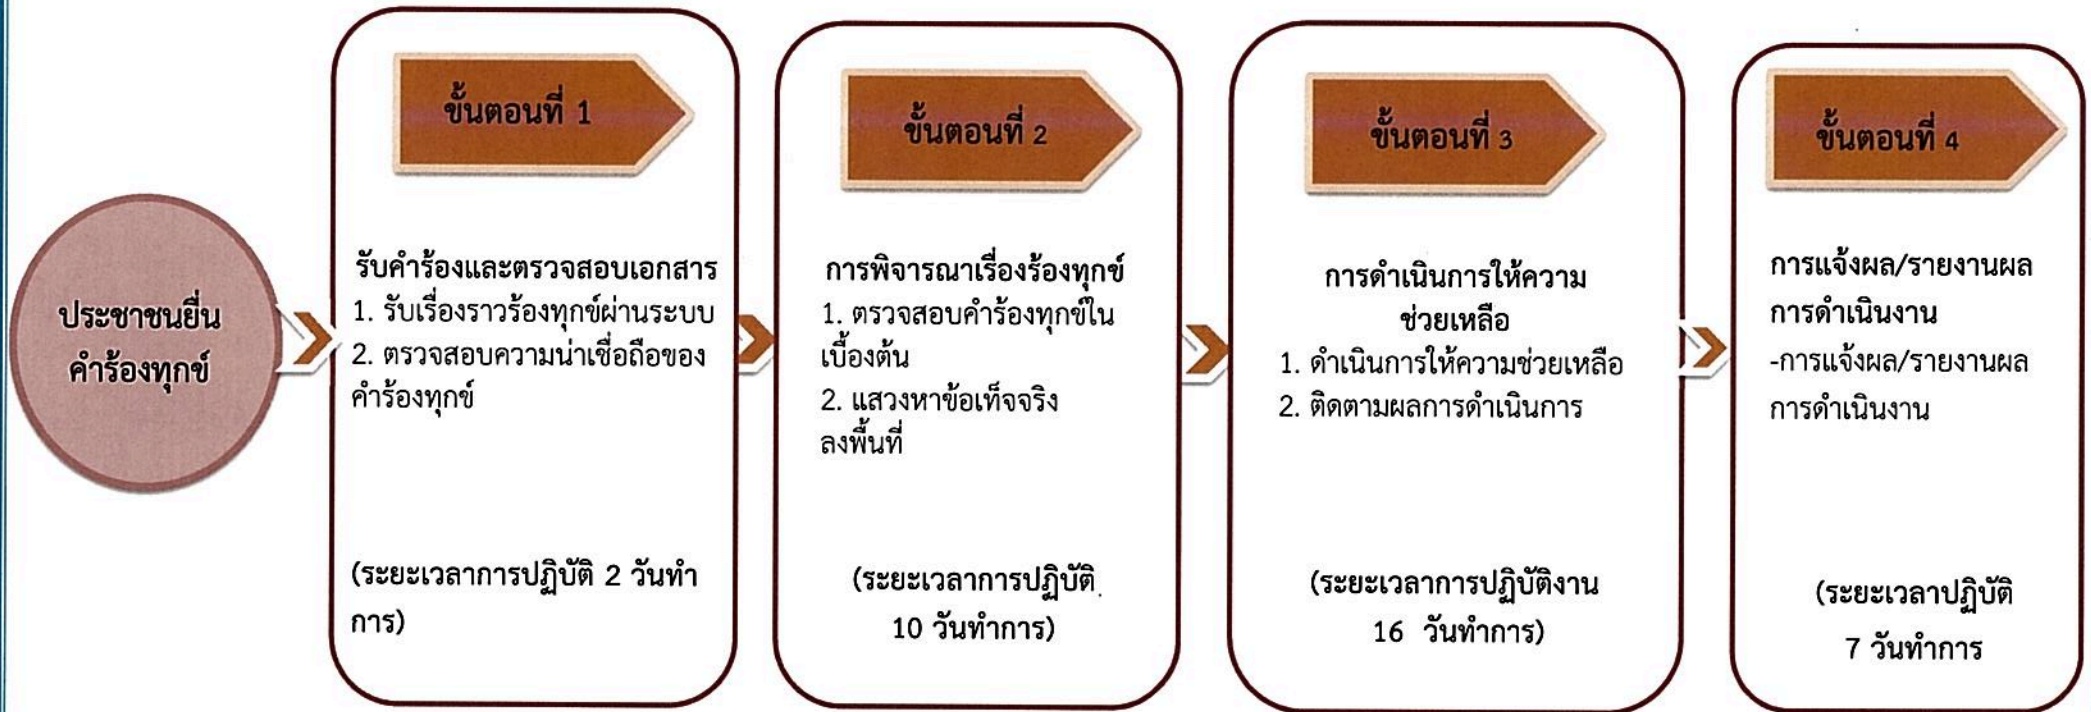 ประชาชนยื่น
คำร้องทุกข์
ขั้นตอนที่ 1
รับคำร้องและตรวจสอบเอกสาร
1. รับเรื่องราวร้องทุกข์ผ่านระบบ
2. ตรวจสอบความน่าเชื่อถือของ
คำร้องทุกข์
(ระยะเวลาการปฏิบัติ 2 วันทำ
การ)
ขั้นตอนที่ 2
การพิจารณาเรื่องร้องทุกข์
1. ตรวจสอบคำร้องทุกข์ใน
เบื้องต้น
2. แสวงหาข้อเท็จจริง
ลงพื้นที่
(ระยะเวลาการปฏิบัติ
10 วันทำการ)
ขั้นตอนที่ 3
การดำเนินการให้ความ
ช่วยเหลือ
1. ดำเนินการให้ความช่วยเหลือ
2. ติดตามผลการดำเนินการ
(ระยะเวลาการปฏิบัติงาน
16 วันทำการ)
ขั้นตอนที่ 4
การแจ้งผล/รายงานผล
การดำเนินงาน
-การแจ้งผล/รายงานผล
การดำเนินงาน
(ระยะเวลาปฏิบัติ
7 วันทำการ